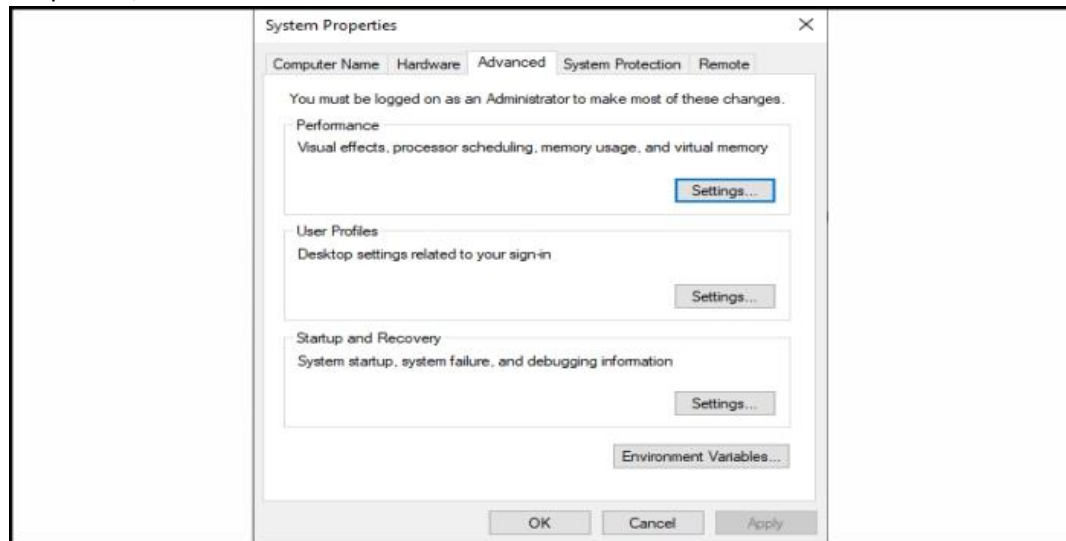 System Properties
Computer Name Hardware Advanced System Protection Remote
You must be logged on as an Administrator to make most of these changes.
Performance
Visual effects, processor scheduling, memory usage, and virtual memory
Settings...
User Profiles
Desktop settings related to your sign-in
Settings...
Startup and Recovery
System startup, system failure, and debugging information
Settings...
Environment Variables...
OK Cancel Apply